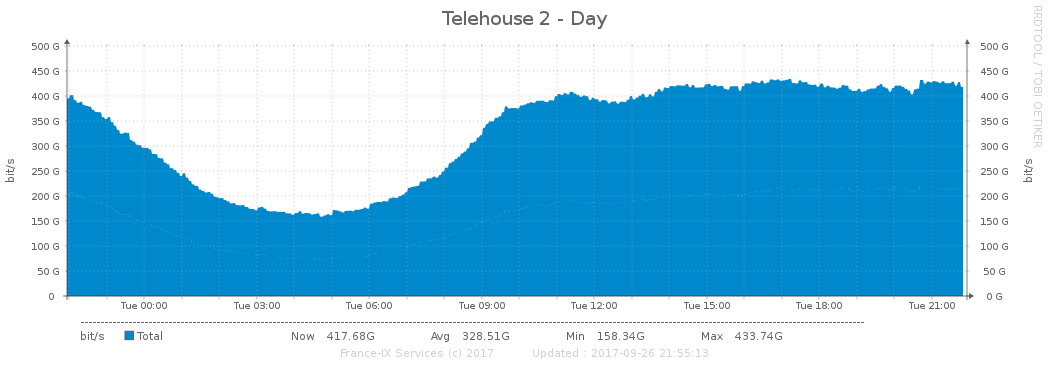 Telehouse 2 - Day
RRDTOOL / TOBI OETIKER
500 G 500 G
450 G 450 G
400 G 400 G
350 G 350 G
300 G 300 G
250 G 250 G
200 G 200 G
150 G 150 G
100 G 100 G
50 G 50 G
0 0 G
bit/s bit/s
Tue 00:00 Tue 03:00 Tue 06:00 Tue 09:00 Tue 12:00 Tue 15:00 Tue 18:00 Tue 21:00
bit/s Total Now 417.68G Avg 328.51G Min 158.34G Max 433.74G
France-IX Services (c) 2017 Updated : 2017-09-26 21:55:13